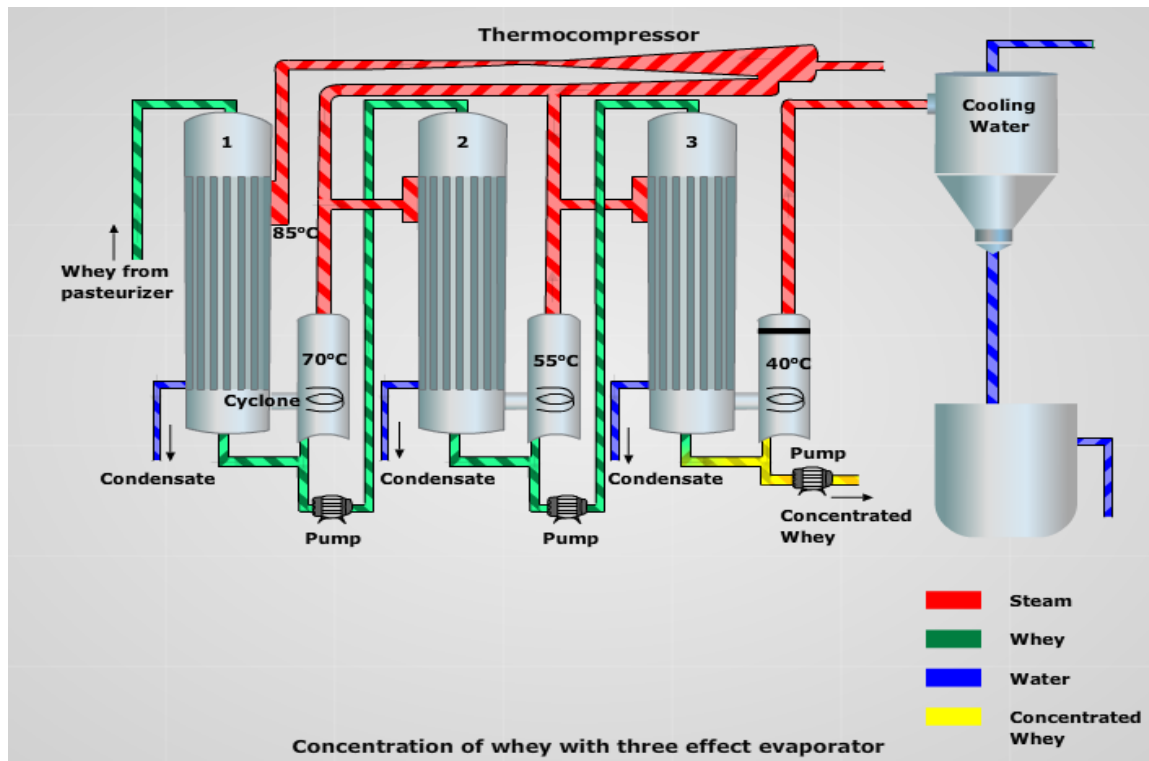 Thermocompressor
Cooling
Water
1
2
3
85°C
Whey from
pasteurizer
70°C
55°C
40°C
Cyclone
Condensate
Condensate
Condensate
Pump
Pump
Pump
Concentrated
Whey
Steam
Whey
Water
Concentrated
Whey
Concentration of whey with three effect evaporator